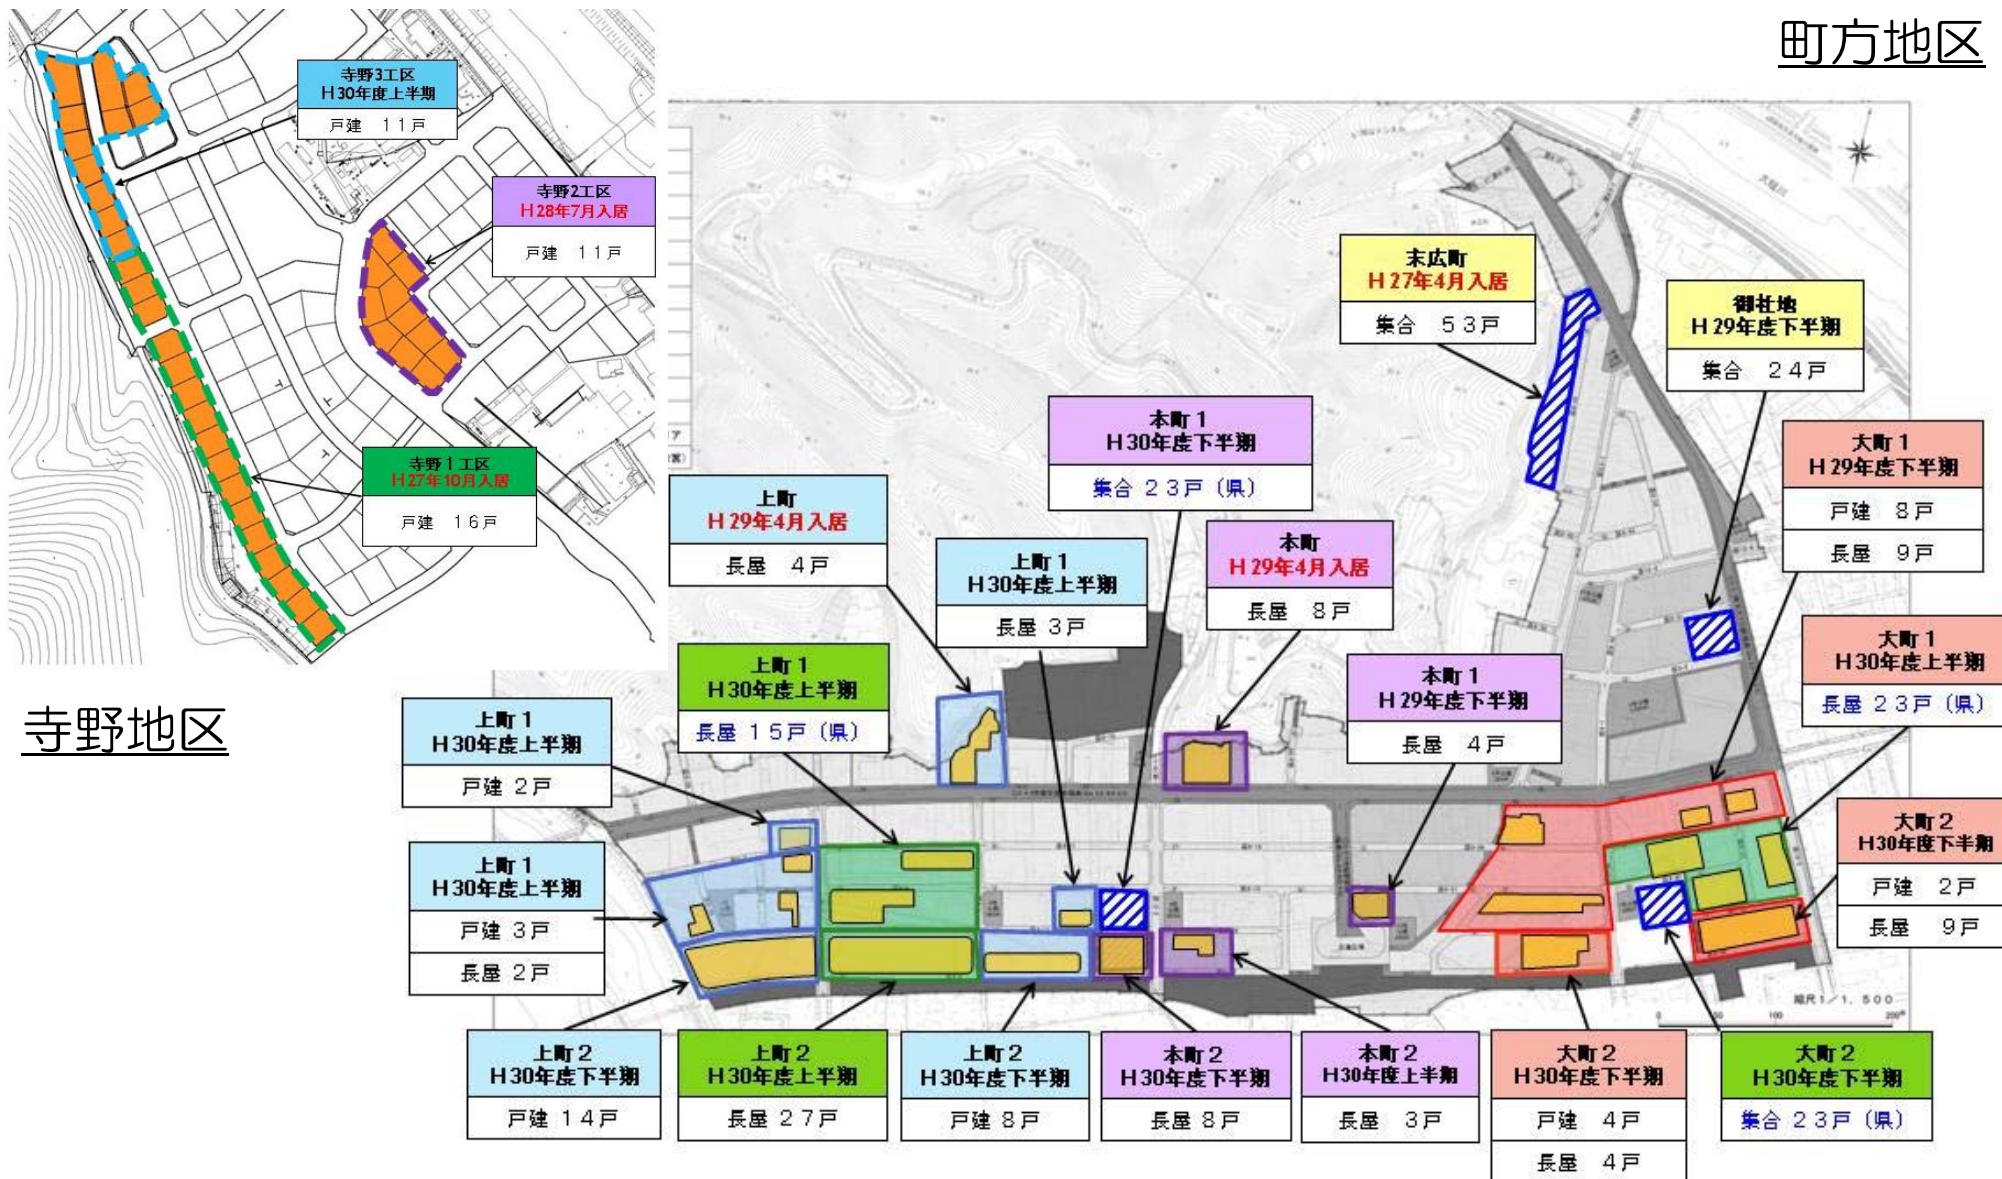 町方地区
寺野3工区
H30年度上半期
戸建 11戸
寺野2工区
H28年7月入居
戸建 11戸
寺野1工区
H27年10月入居
戸建 16戸
寺野地区
末広町
H27年4月入居
集合 53戸
御社地
H29年度下半期
集合 24戸
本町1
H30年度下半期
集合 23戸（県）
大町1
H29年度下半期
戸建 8戸
長屋 9戸
上町
H29年4月入居
長屋 4戸
上町1
H30年度上半期
長屋 3戸
本町
H29年4月入居
長屋 8戸
大町1
H30年度上半期
長屋 23戸（県）
上町1
H30年度上半期
長屋 15戸（県）
本町1
H29年度下半期
長屋 4戸
上町1
H30年度上半期
戸建 2戸
大町2
H30年度下半期
戸建 2戸
長屋 9戸
上町1
H30年度上半期
戸建 3戸
長屋 2戸
縮尺1/1,500
0 50 100 200m
上町2
H30年度下半期
戸建 14戸
上町2
H30年度上半期
長屋 27戸
上町2
H30年度下半期
戸建 8戸
本町2
H30年度下半期
長屋 8戸
本町2
H30年度上半期
長屋 3戸
大町2
H30年度下半期
戸建 4戸
長屋 4戸
大町2
H30年度下半期
集合 23戸（県）